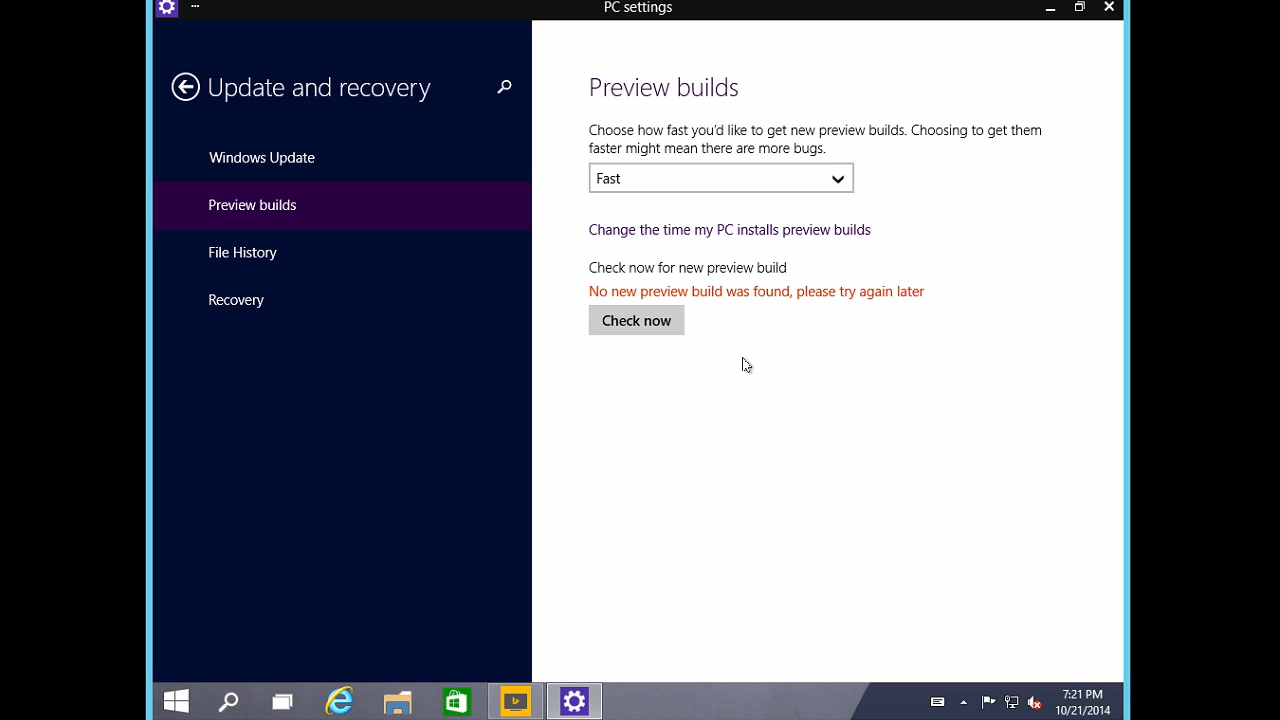 PC settings
Update and recovery
Windows Update
Preview builds
File History
Recovery
Preview builds
Choose how fast you'd like to get new preview builds. Choosing to get them
faster might mean there are more bugs.
Fast
Change the time my PC installs preview builds
Check now for new preview build
No new preview build was found, please try again later
Check now
7:21 PM
10/21/2014